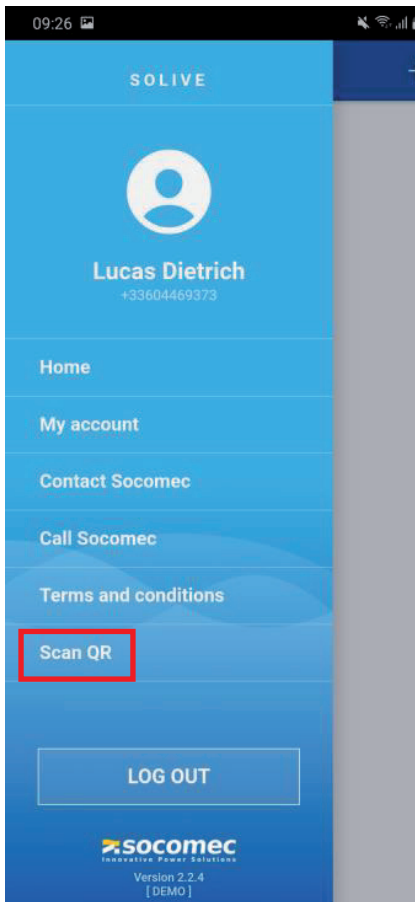 09:26
SOLIVE
Lucas Dietrich
+33604469373
Home
My account
Contact Socomec
Call Socomec
Terms and conditions
Scan QR
LOG OUT
socomec
Innovative Power Solutions
Version 2.2.4
[ DEMO ]